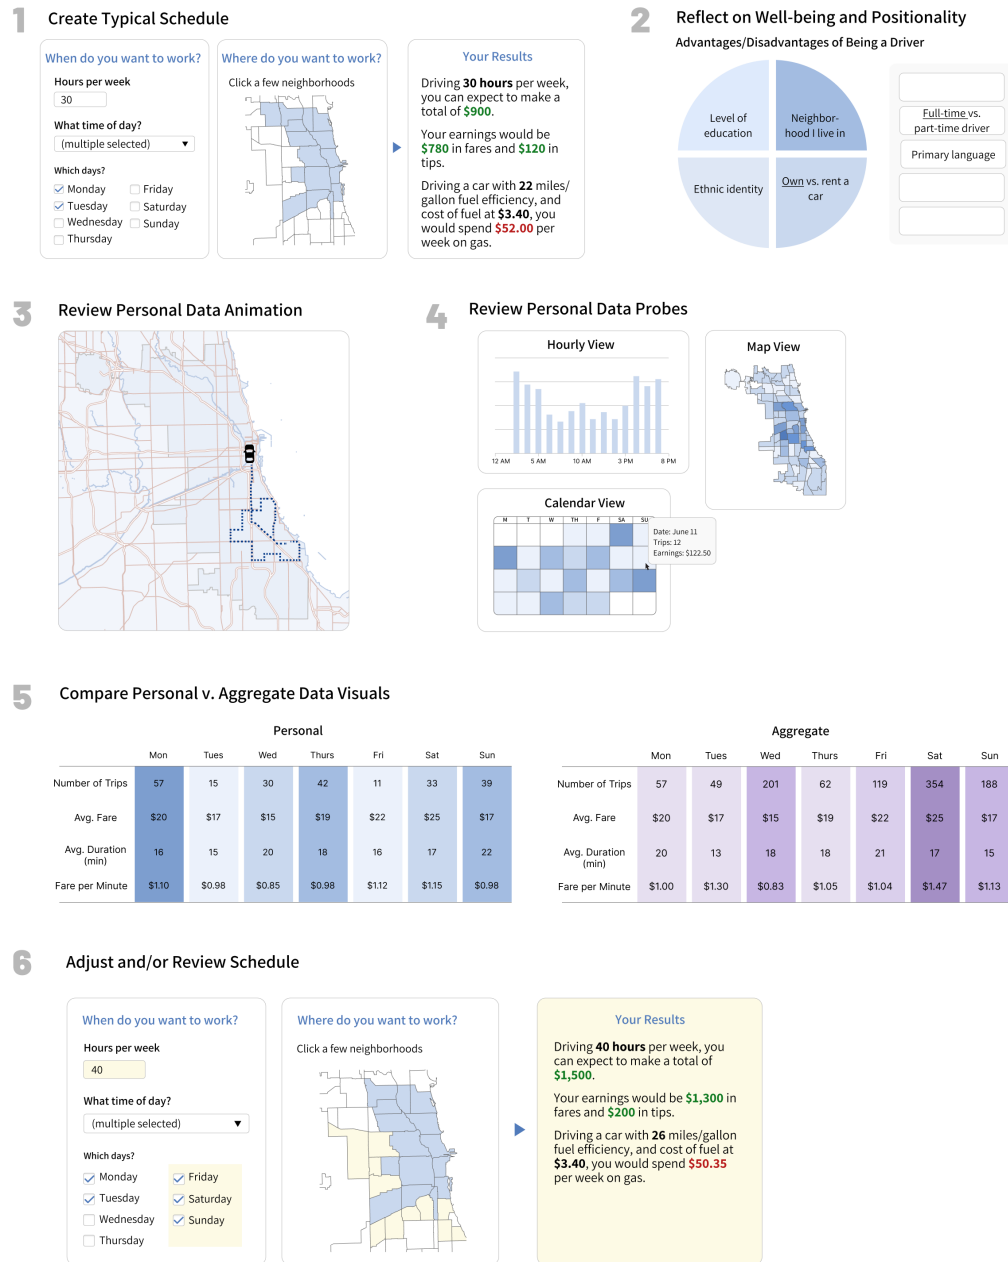 1 Create Typical Schedule
When do you want to work?
Hours per week
30
What time of day?
(multiple selected)
Which days?
Monday
Friday
Tuesday
Saturday
Wednesday
Sunday
Thursday
Where do you want to work?
Click a few neighborhoods
Your Results
Driving 30 hours per week,
you can expect to make a
total of $900.
Your earnings would be
$780 in fares and $120 in
tips.
Driving a car with 22 miles/
gallon fuel efficiency, and
cost of fuel at $3.40, you
would spend $52.00 per
week on gas.
2 Reflect on Well-being and Positionality
Advantages/Disadvantages of Being a Driver
Level of
education
Neighbor-
hood I live in
Ethnic identity
Own vs. rent a
car
Full-time vs.
part-time driver
Primary language
3 Review Personal Data Animation
4 Review Personal Data Probes
Hourly View
12 AM 5 AM 10 AM 3 PM 8 PM
Map View
Calendar View
M T W TH F SA SU
Date: June 11
Trips: 12
Earnings: $122.50
5 Compare Personal v. Aggregate Data Visuals
Personal
Mon Tues Wed Thurs Fri Sat Sun
Number of Trips 57 15 30 42 11 33 39
Avg. Fare $20 $17 $15 $19 $22 $25 $17
Avg. Duration
(min) 16 15 20 18 16 17 22
Fare per Minute $1.10 $0.98 $0.85 $0.98 $1.12 $1.15 $0.98
Aggregate
Mon Tues Wed Thurs Fri Sat Sun
Number of Trips 57 49 201 62 119 354 188
Avg. Fare $20 $17 $15 $19 $22 $25 $17
Avg. Duration
(min) 20 13 18 18 21 17 15
Fare per Minute $1.00 $1.30 $0.83 $1.05 $1.04 $1.47 $1.13
6 Adjust and/or Review Schedule
When do you want to work?
Hours per week
40
What time of day?
(multiple selected)
Which days?
Monday
Friday
Tuesday
Saturday
Wednesday
Sunday
Thursday
Where do you want to work?
Click a few neighborhoods
Your Results
Driving 40 hours per week, you
can expect to make a total of
$1,500.
Your earnings would be $1,300 in
fares and $200 in tips.
Driving a car with 26 miles/gallon
fuel efficiency, and cost of fuel at
$3.40, you would spend $50.35
per week on gas.